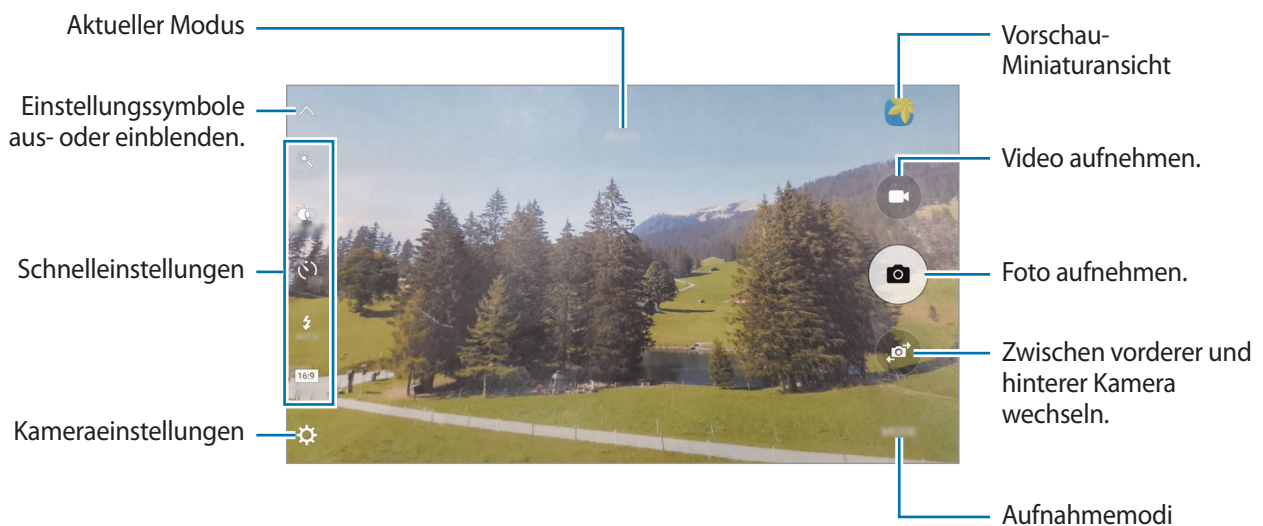 Aktueller Modus
Einstellungssymbole
aus- oder einblenden.
Schnelleinstellungen
Kameraeinstellungen
16:9
Vorschau-
Miniaturansicht
Video aufnehmen.
Foto aufnehmen.
Zwischen vorderer und
hinterer Kamera
wechseln.
Aufnahmemodi